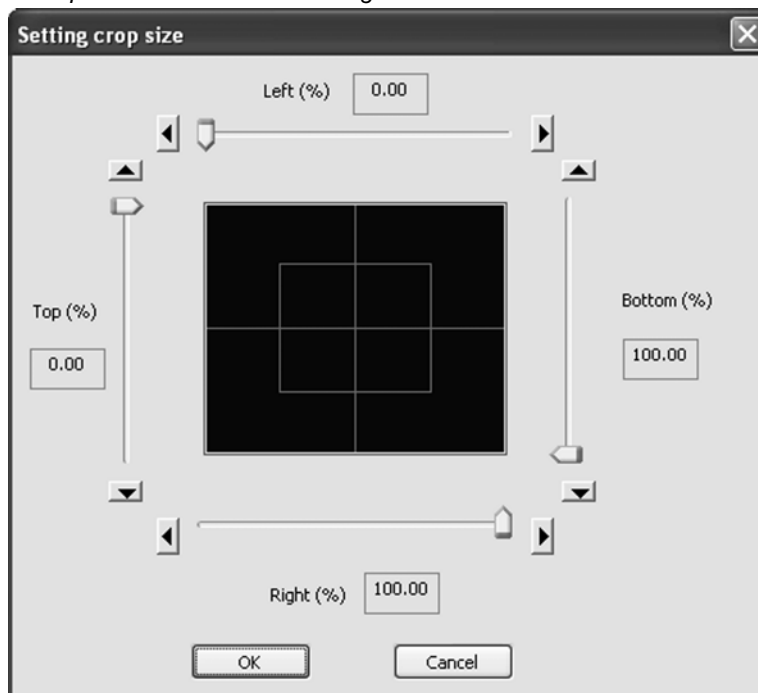 Setting crop size
Left (%) 0.00
Top (%)
0.00
Bottom (%)
100.00
Right (%) 100.00
OK Cancel